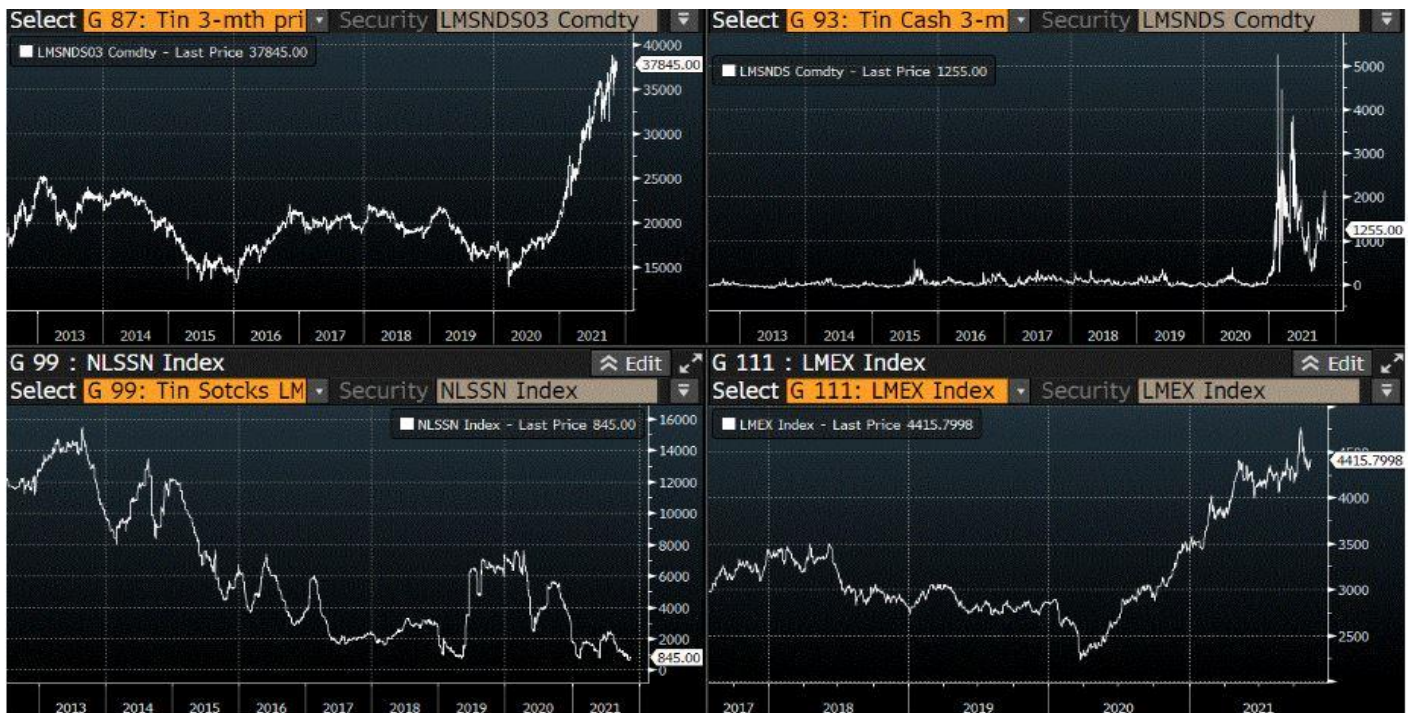 Select G 87: Tin 3-mth pri Security LMSNDS03 Comdty
LMSNDS03 Comdty - Last Price 37845.00
40000
37845.00
35000
30000
25000
20000
15000
2013 2014 2015 2016 2017 2018 2019 2020 2021
Select G 93: Tin Cash 3-m Security LMSNDS Comdty
LMSNDS Comdty - Last Price 1255.00
5000
4000
3000
2000
1255.00
1000
0
2013 2014 2015 2016 2017 2018 2019 2020 2021
G 99 : NLSSN Index Edit
Select G 99: Tin Sotcks LM Security NLSSN Index
NLSSN Index - Last Price 845.00
16000
14000
12000
10000
8000
6000
4000
2000
845.00
0
2013 2014 2015 2016 2017 2018 2019 2020 2021
G 111 : LMEX Index Edit
Select G 111: LMEX Index Security LMEX Index
LMEX Index - Last Price 4415.7998
4415.7998
4000
3500
3000
2500
2017 2018 2019 2020 2021